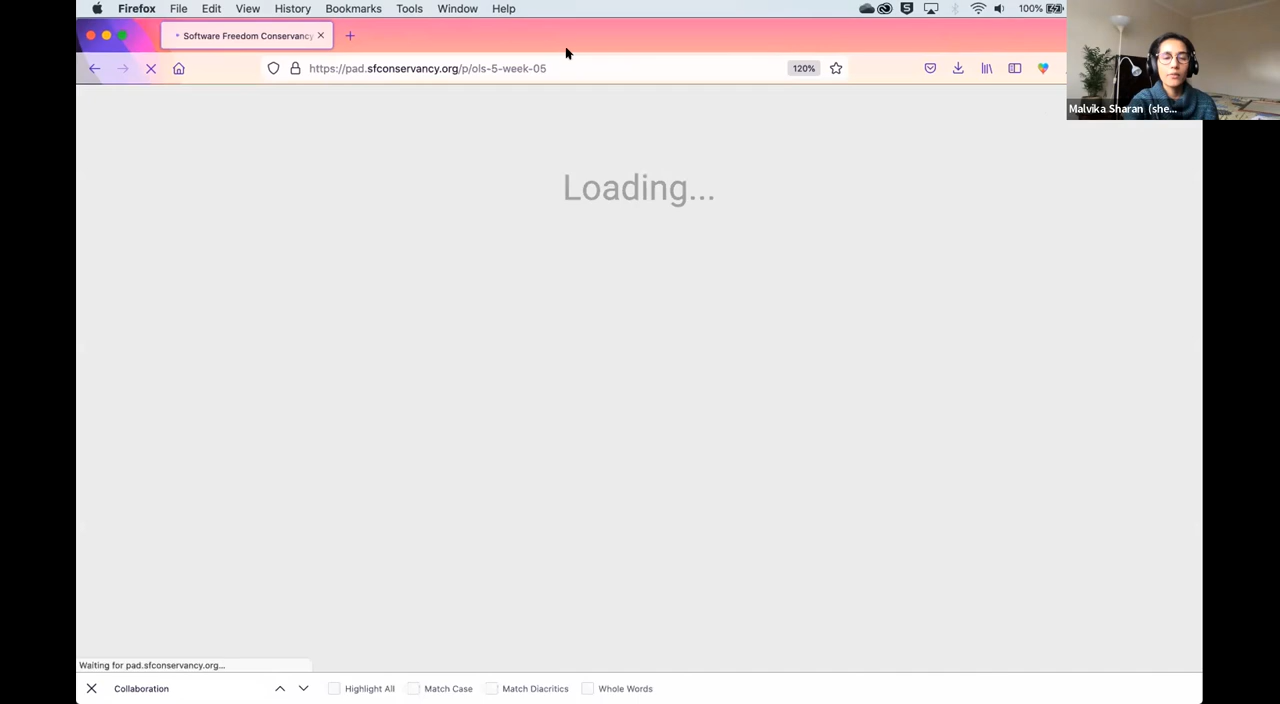 Firefox File Edit View History Bookmarks Tools Window Help 100%
Software Freedom Conservancy
https://pad.sfconservancy.org/p/ols-5-week-05 120%
Malvika Sharan (she...
Loading...
Waiting for pad.sfconservancy.org...
Collaboration Highlight All Match Case Match Diacritics Whole Words